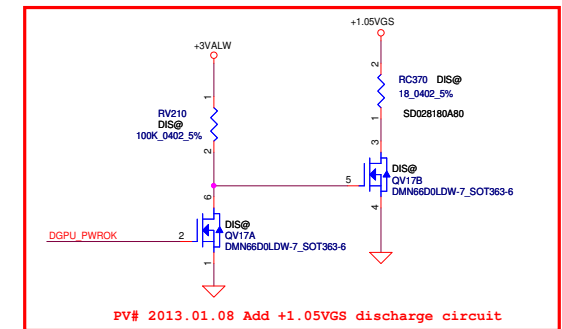 +1.05VGS
+3VALW
2
RC370 DIS@
18_0402_5%
1
SD028180A80
1
RV210
DIS@
100K_0402_5%
2
3
5
DIS@
QV17B
DMN66D0LDW-7_SOT363-6
4
6
DIS@
QV17A
DMN66D0LDW-7_SOT363-6
DGPU_PWROK
2
1
PV# 2013.01.08 Add +1.05VGS discharge circuit